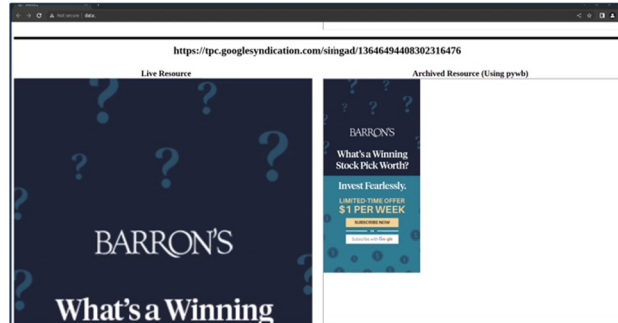 Not secure | data:
https://tpc.googlesyndication.com/simgad/13646494408302316476
Live Resource
Archived Resource (Using pywb)
BARRON'S
What's a Winning
BARRON'S
What's a Winning
Stock Pick Worth?
Invest Fearlessly.
LIMITED-TIME OFFER
$1 PER WEEK
SUBSCRIBE NOW
OR
Subscribe with Google